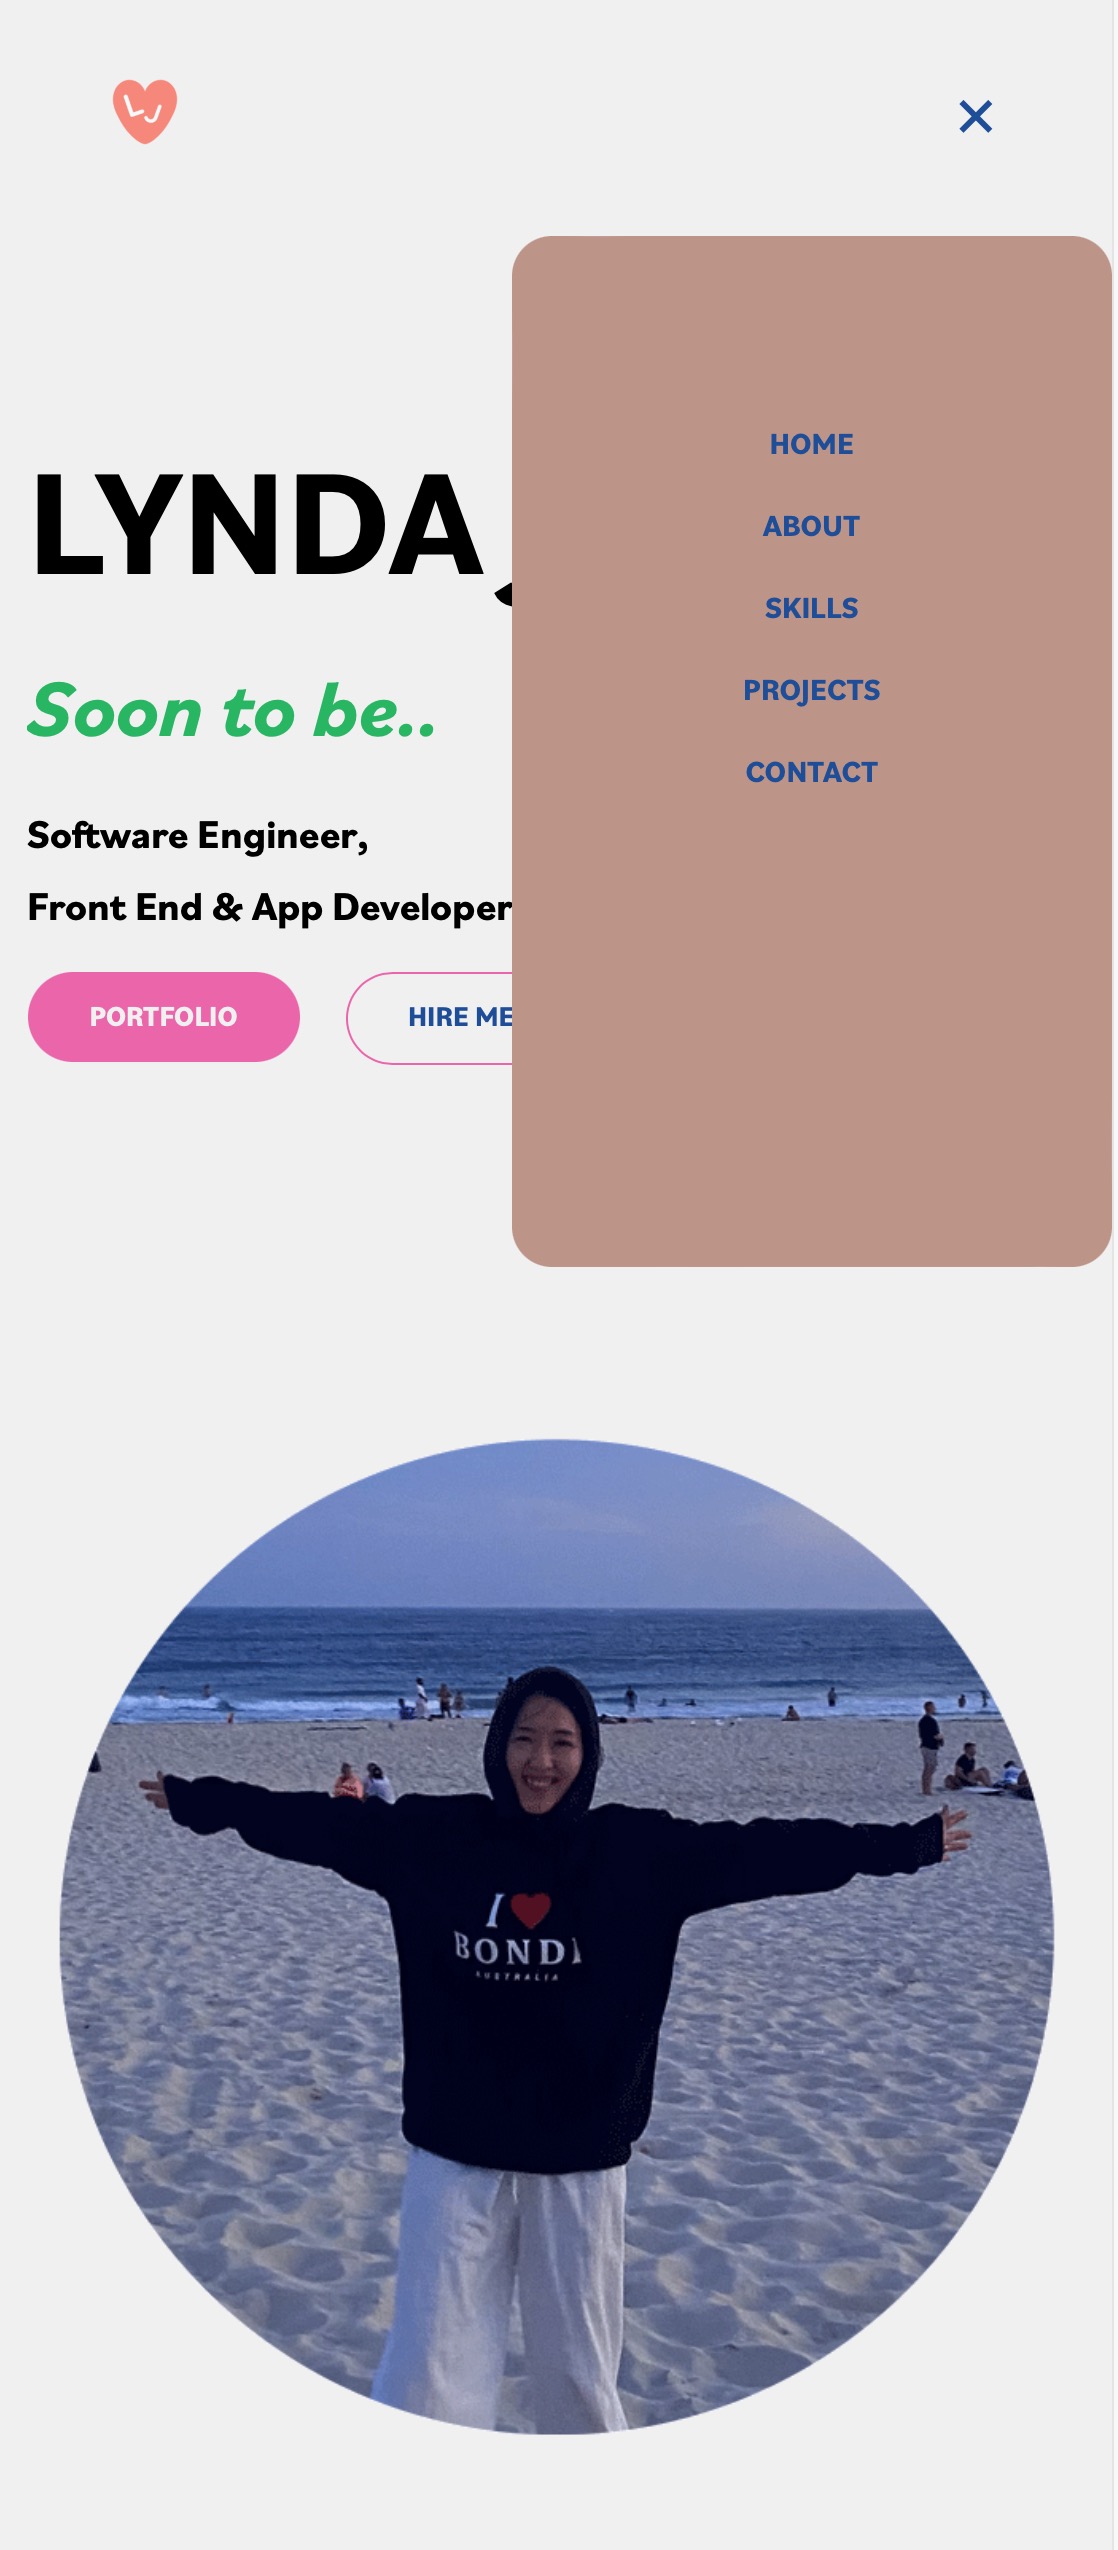 LJ
HOME
ABOUT
SKILLS
PROJECTS
CONTACT
LYNDA
Soon to be..
Software Engineer,
Front End & App Developer
PORTFOLIO
HIRE ME
I ❤
BONDI
AUSTRALIA